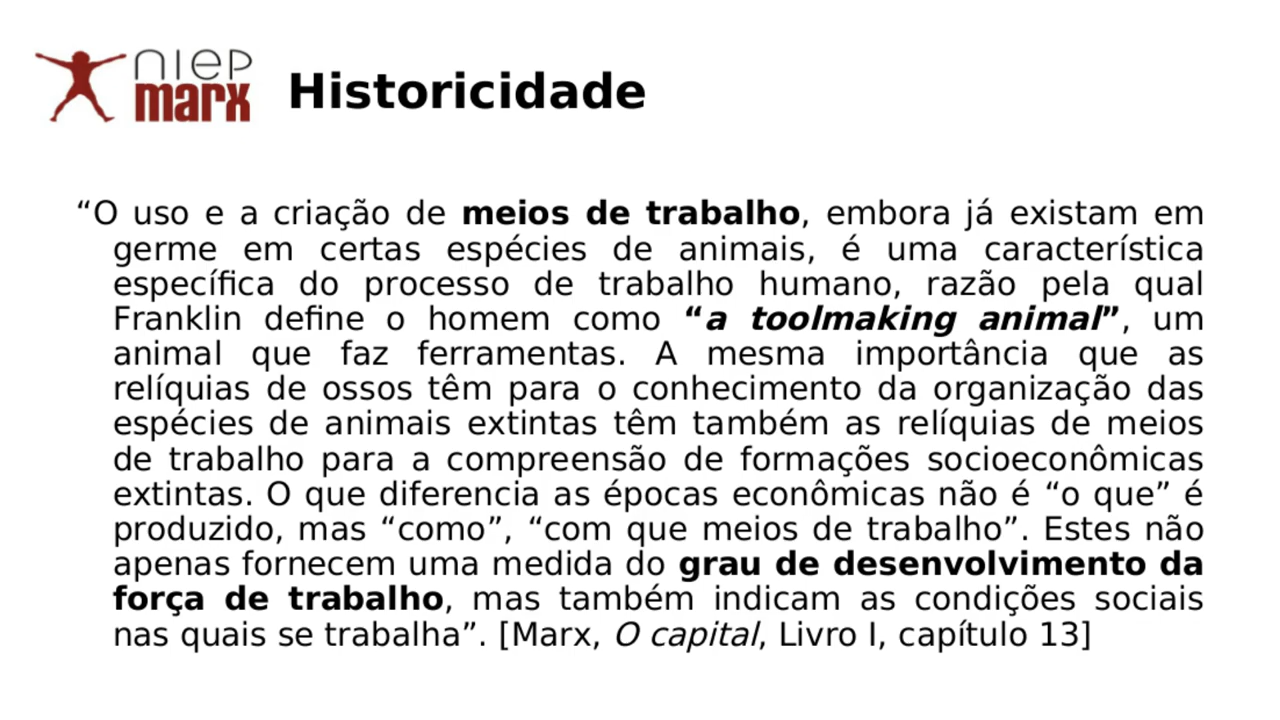 niep
marx
Historicidade
“O uso e a criação de meios de trabalho, embora já existam em
germe em certas espécies de animais, é uma característica
específica do processo de trabalho humano, razão pela qual
Franklin define o homem como “a toolmaking animal”, um
animal que faz ferramentas. A mesma importância que as
relíquias de ossos têm para o conhecimento da organização das
espécies de animais extintas têm também as relíquias de meios
de trabalho para a compreensão de formações socioeconômicas
extintas. O que diferencia as épocas econômicas não é “o que” é
produzido, mas “como”, “com que meios de trabalho”. Estes não
apenas fornecem uma medida do grau de desenvolvimento da
força de trabalho, mas também indicam as condições sociais
nas quais se trabalha”. [Marx, O capital, Livro I, capítulo 13]